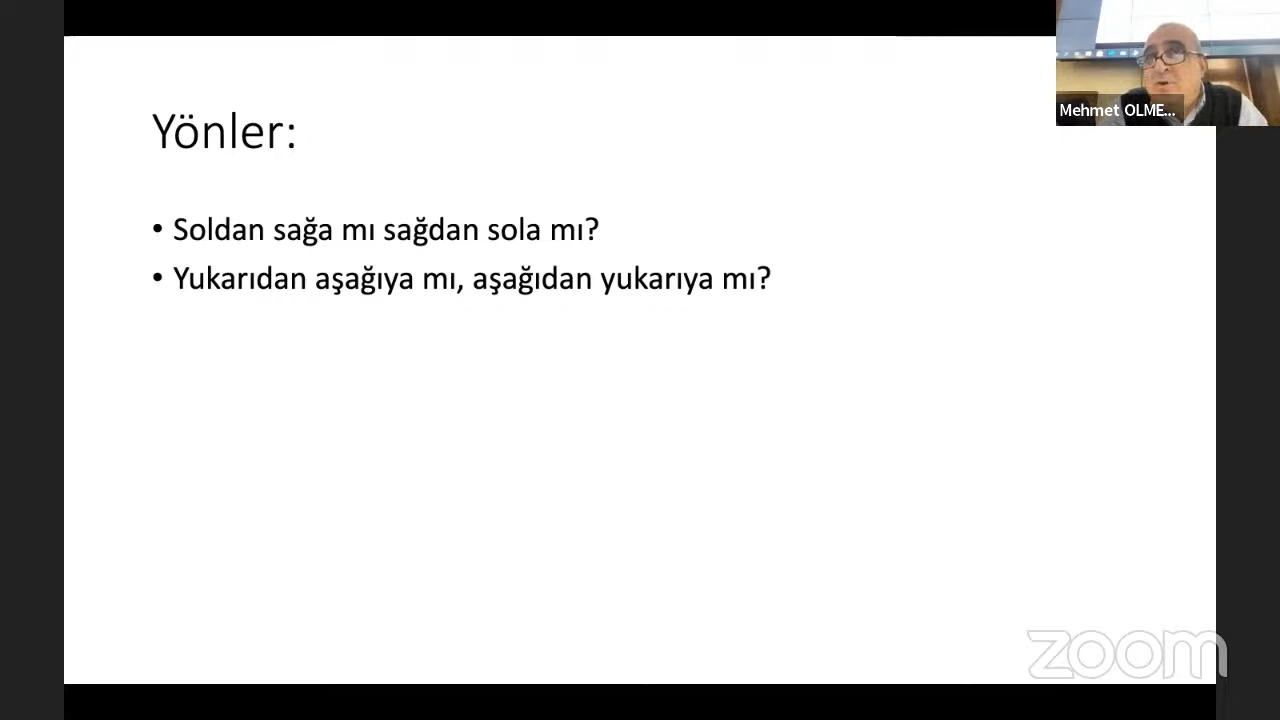 Yönler:
• Soldan sağa mı sağdan sola mı?
• Yukarıdan aşağıya mı, aşağıdan yukarıya mı?
Mehmet OLME...
zoom